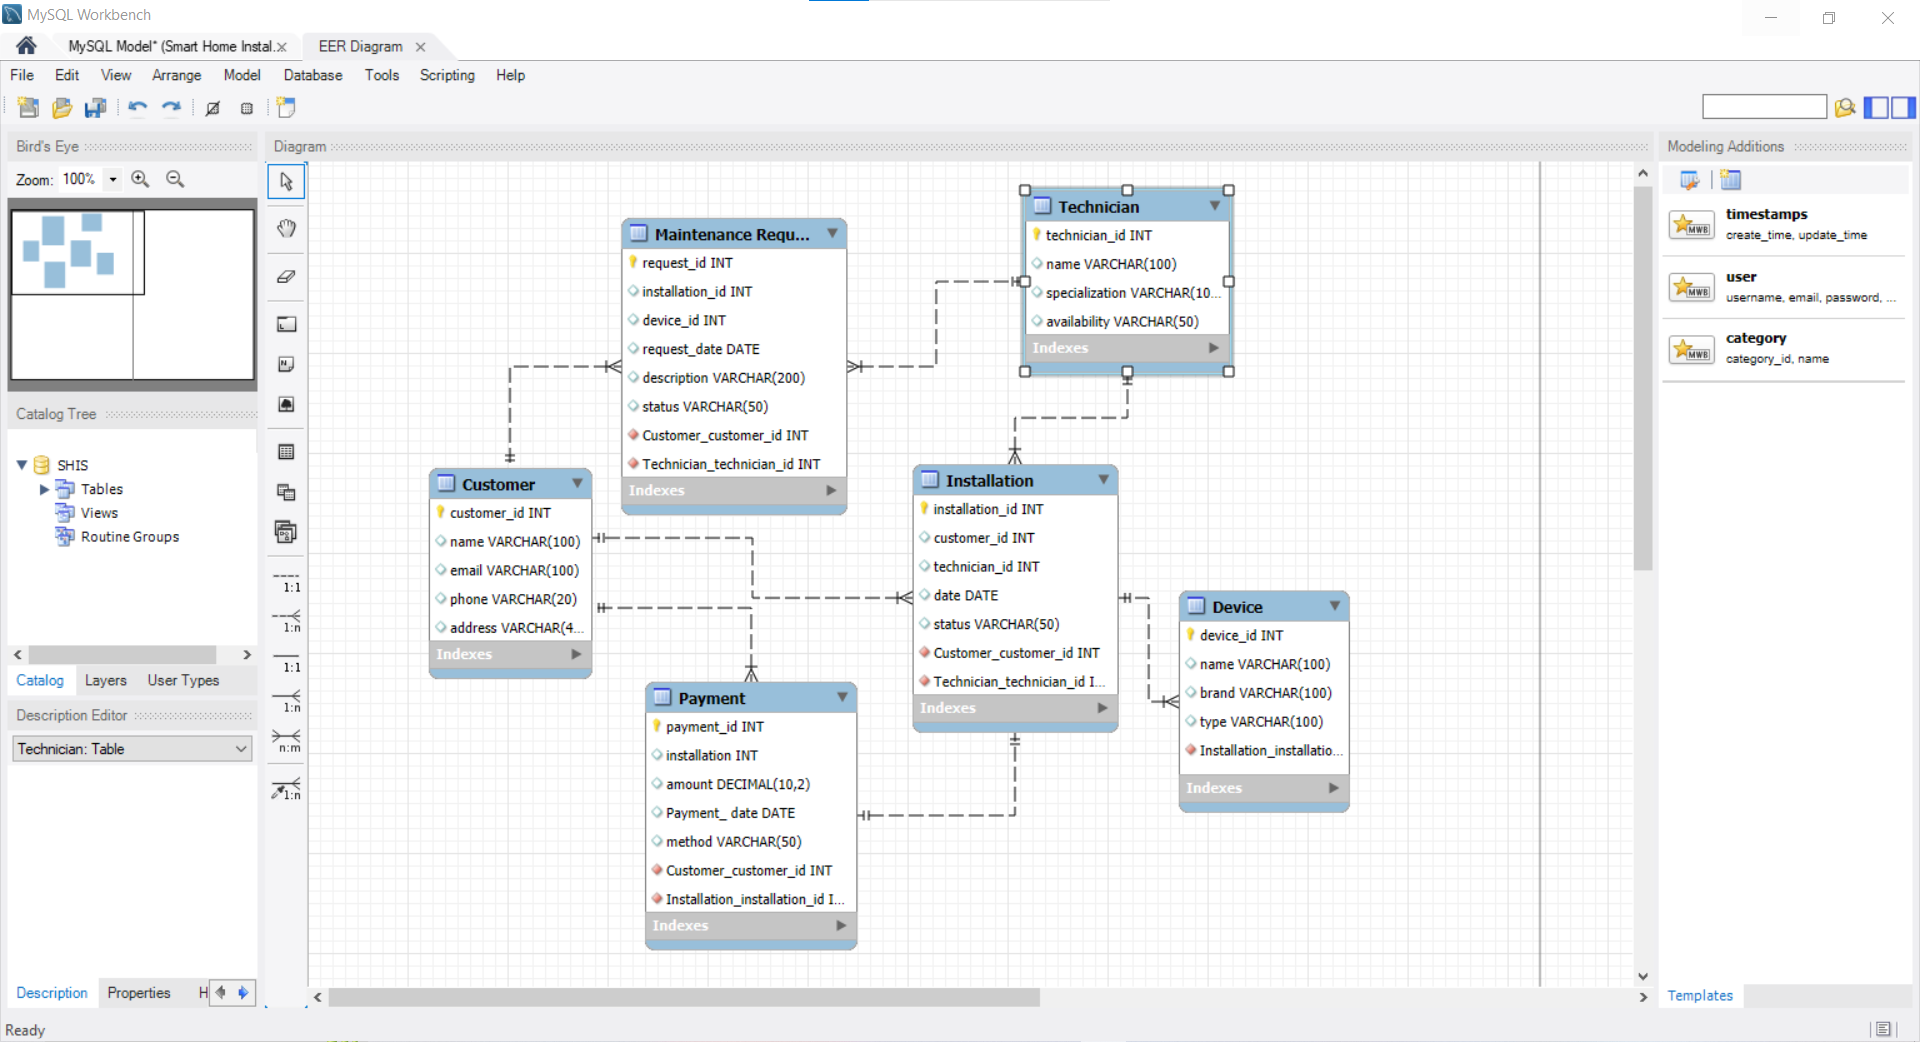 MySQL Workbench
MySQL Model* (Smart Home Instal.× EER Diagram ×
File Edit View Arrange Model Database Tools Scripting Help
Bird's Eye
Zoom: 100%
Catalog Tree
SHIS
Tables
Views
Routine Groups
Catalog Layers User Types
Description Editor
Technician: Table
Description Properties H
Ready
Diagram
1:1
1:n
1:1
1:n
n:m
1:n
Maintenance Requ...
request_id INT
installation_id INT
device_id INT
request_date DATE
description VARCHAR(200)
status VARCHAR(50)
Customer_customer_id INT
Technician_technician_id INT
Indexes
Technician
technician_id INT
name VARCHAR(100)
specialization VARCHAR(10...
availability VARCHAR(50)
Indexes
Customer
customer_id INT
name VARCHAR(100)
email VARCHAR(100)
phone VARCHAR(20)
address VARCHAR(4...
Indexes
Installation
installation_id INT
customer_id INT
technician_id INT
date DATE
status VARCHAR(50)
Customer_customer_id INT
Technician_technician_id I...
Indexes
Device
device_id INT
name VARCHAR(100)
brand VARCHAR(100)
type VARCHAR(100)
Installation_installatio...
Indexes
Payment
payment_id INT
installation INT
amount DECIMAL(10,2)
Payment_ date DATE
method VARCHAR(50)
Customer_customer_id INT
Installation_installation_id I...
Indexes
Modeling Additions
MWB
timestamps
create_time, update_time
MWB
user
username, email, password, ...
MWB
category
category_id, name
Templates